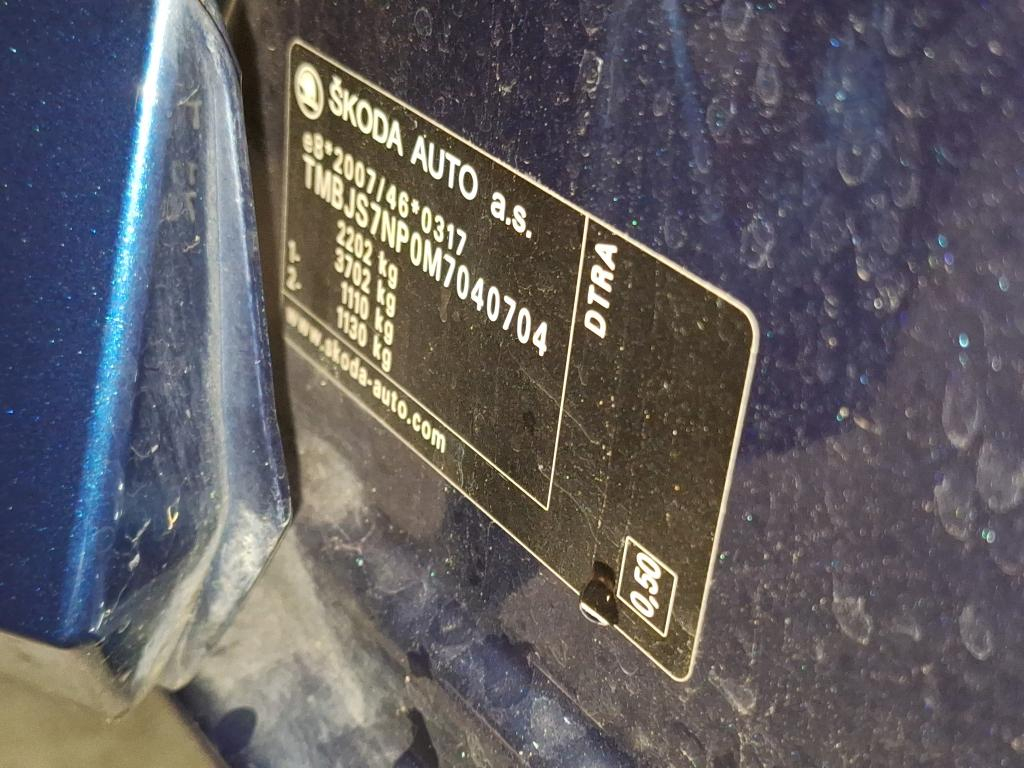 ŠKODA AUTO a.s.
e8*2007/46*0317
TMBJS7NP0M7040704
2202 kg
3702 kg
1- 1110 kg
2- 1130 kg
www.skoda-auto.com
DTRA
0,50